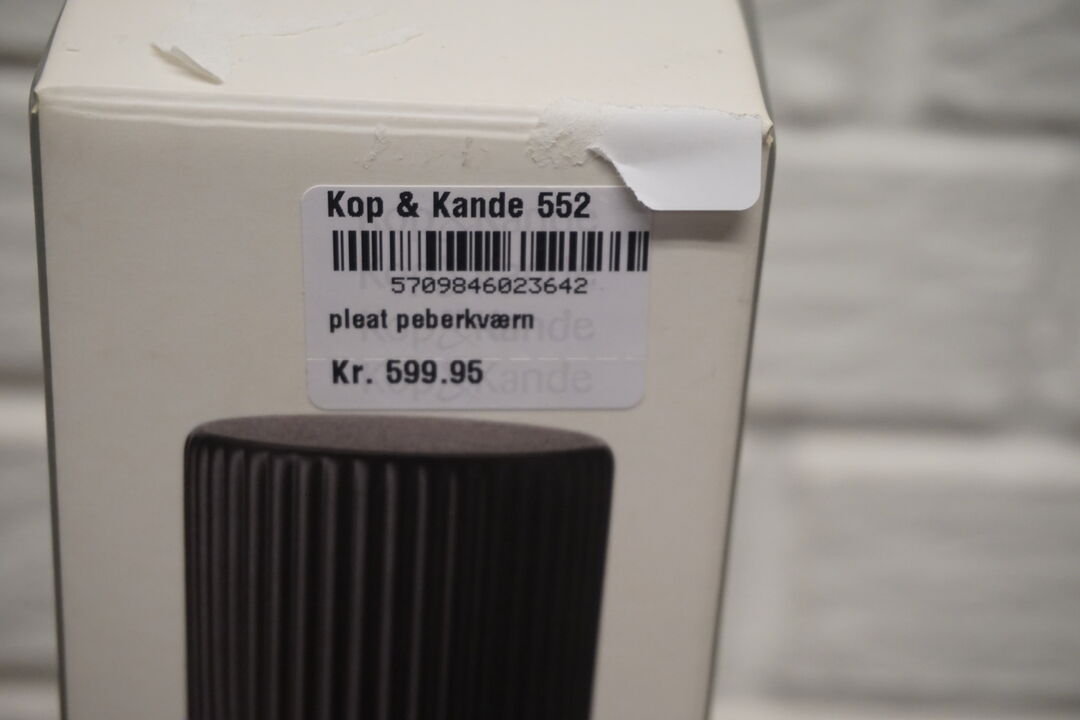 Kop & Kande 552
5709846023642
pleat peberkværn
Kr. 599.95